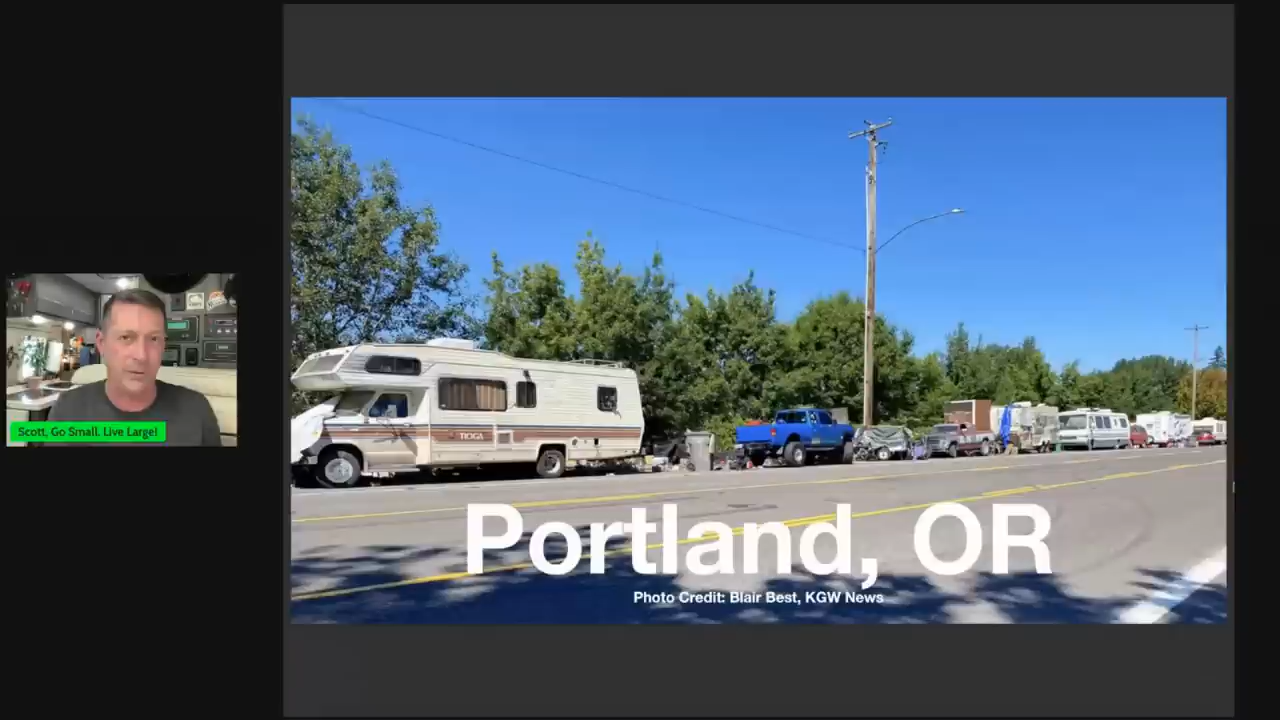 Scott, Go Small. Live Large!
TIOGA
Portland, OR
Photo Credit: Blair Best, KGW News